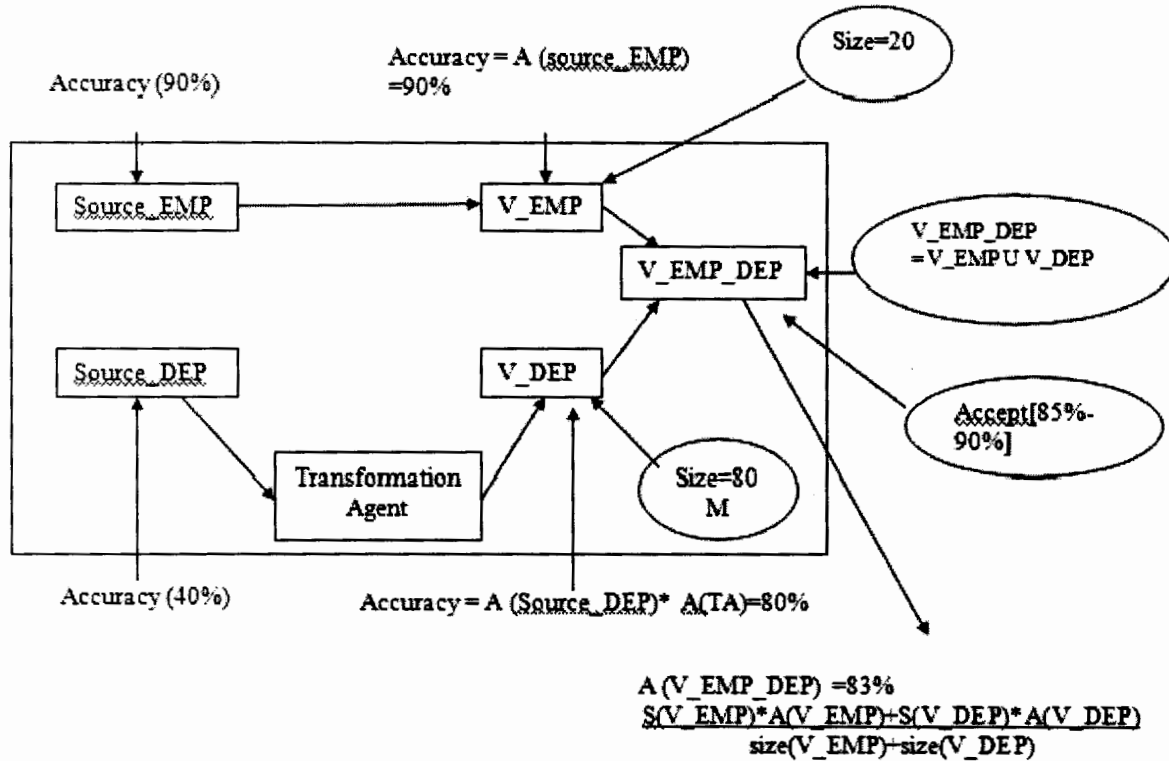 Size=20
Accuracy = A (source_EMP)
=90%
Accuracy (90%)
Source_EMP
V_EMP
V_EMP_DEP
=V_EMP U V_DEP
V_EMP_DEP
Source_DEP
V_DEP
Accept[85%-
90%]
Transformation
Agent
Size=80
M
Accuracy (40%)
Accuracy = A (Source_DEP)* A(TA)=80%
A (V_EMP_DEP) =83%
S(V_EMP)*A(V_EMP)+S(V_DEP)*A(V_DEP)
size(V_EMP)+size(V_DEP)